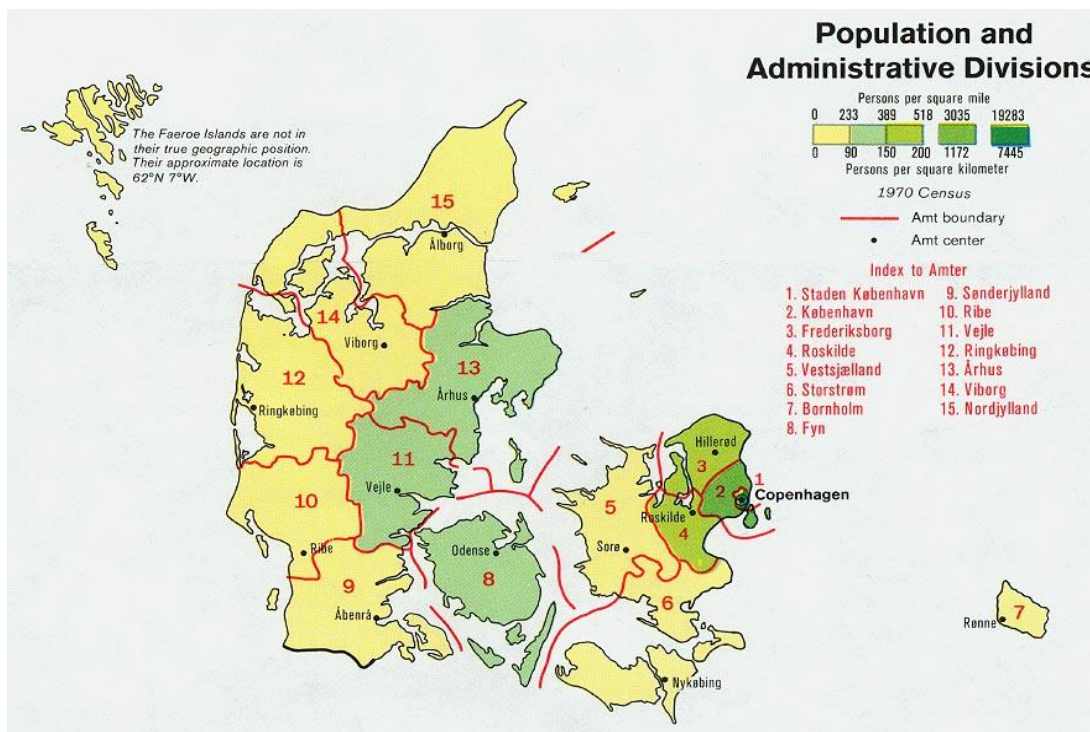 Population and
Administrative Divisions
Persons per square mile
0 233 389 518 3035 19283
0 90 150 200 1172 7445
Persons per square kilometer
1970 Census
Amt boundary
Amt center
Index to Amter
1. Staden København
2. København
3. Frederiksborg
4. Roskilde
5. Vestsjælland
6. Storstrøm
7. Bornholm
8. Fyn
9. Sønderjylland
10. Ribe
11. Vejle
12. Ringkøbing
13. Århus
14. Viborg
15. Nordjylland
The Faeroe Islands are not in
their true geographic position.
Their approximate location is
62°N 7°W.
15
Ålborg
14
Viborg
13
Århus
12
Ringkøbing
11
Vejle
10
Ribe
9
Åbenrå
Odense
8
Hillerød
3
2
1
Copenhagen
5
Roskilde
4
Sorø
6
Nykøbing
7
Rønne